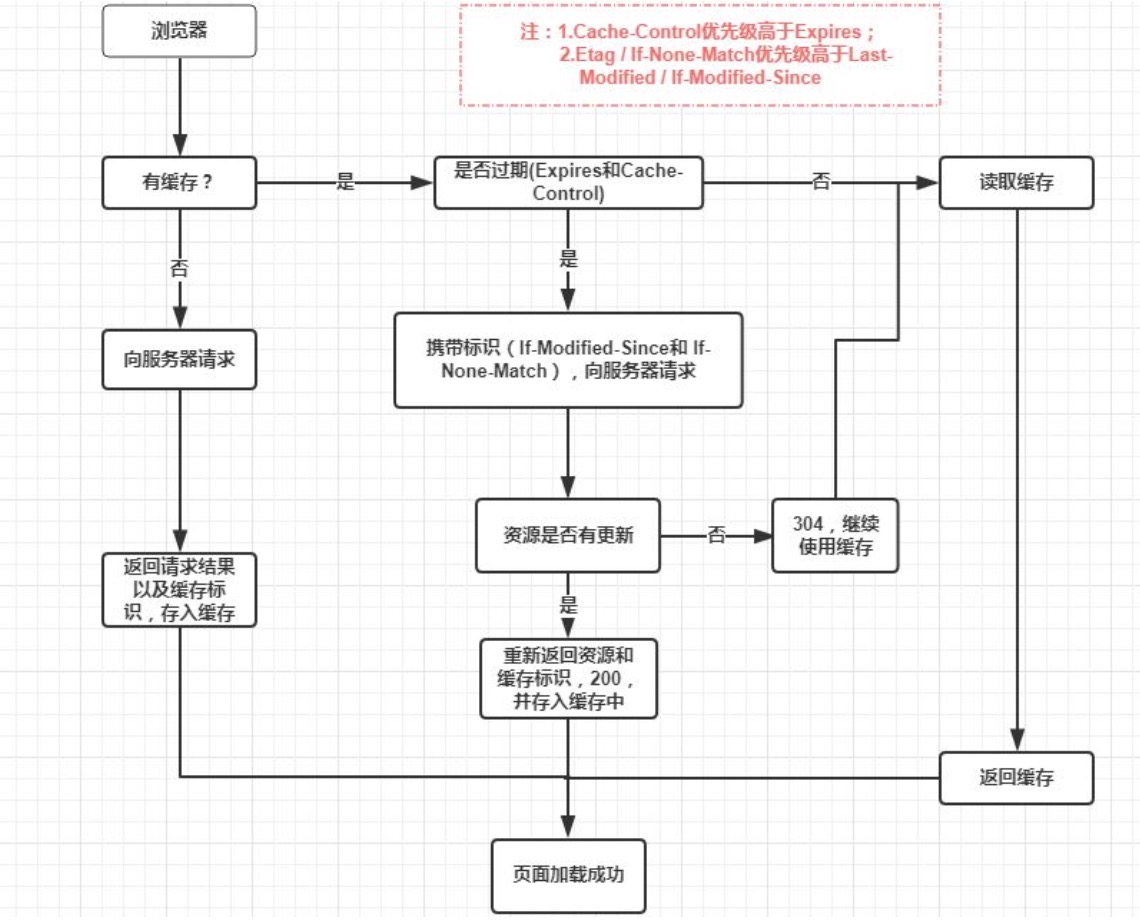 浏览器
注：1.Cache-Control优先级高于Expires；
2.Etag / If-None-Match优先级高于Last-
Modified / If-Modified-Since
有缓存？
是
是否过期(Expires和Cache-
Control)
否
读取缓存
否
是
向服务器请求
携带标识（If-Modified-Since和 If-
None-Match），向服务器请求
资源是否有更新
否
304，继续
使用缓存
返回请求结果
以及缓存标
识，存入缓存
是
重新返回资源和
缓存标识，200，
并存入缓存中
返回缓存
页面加载成功